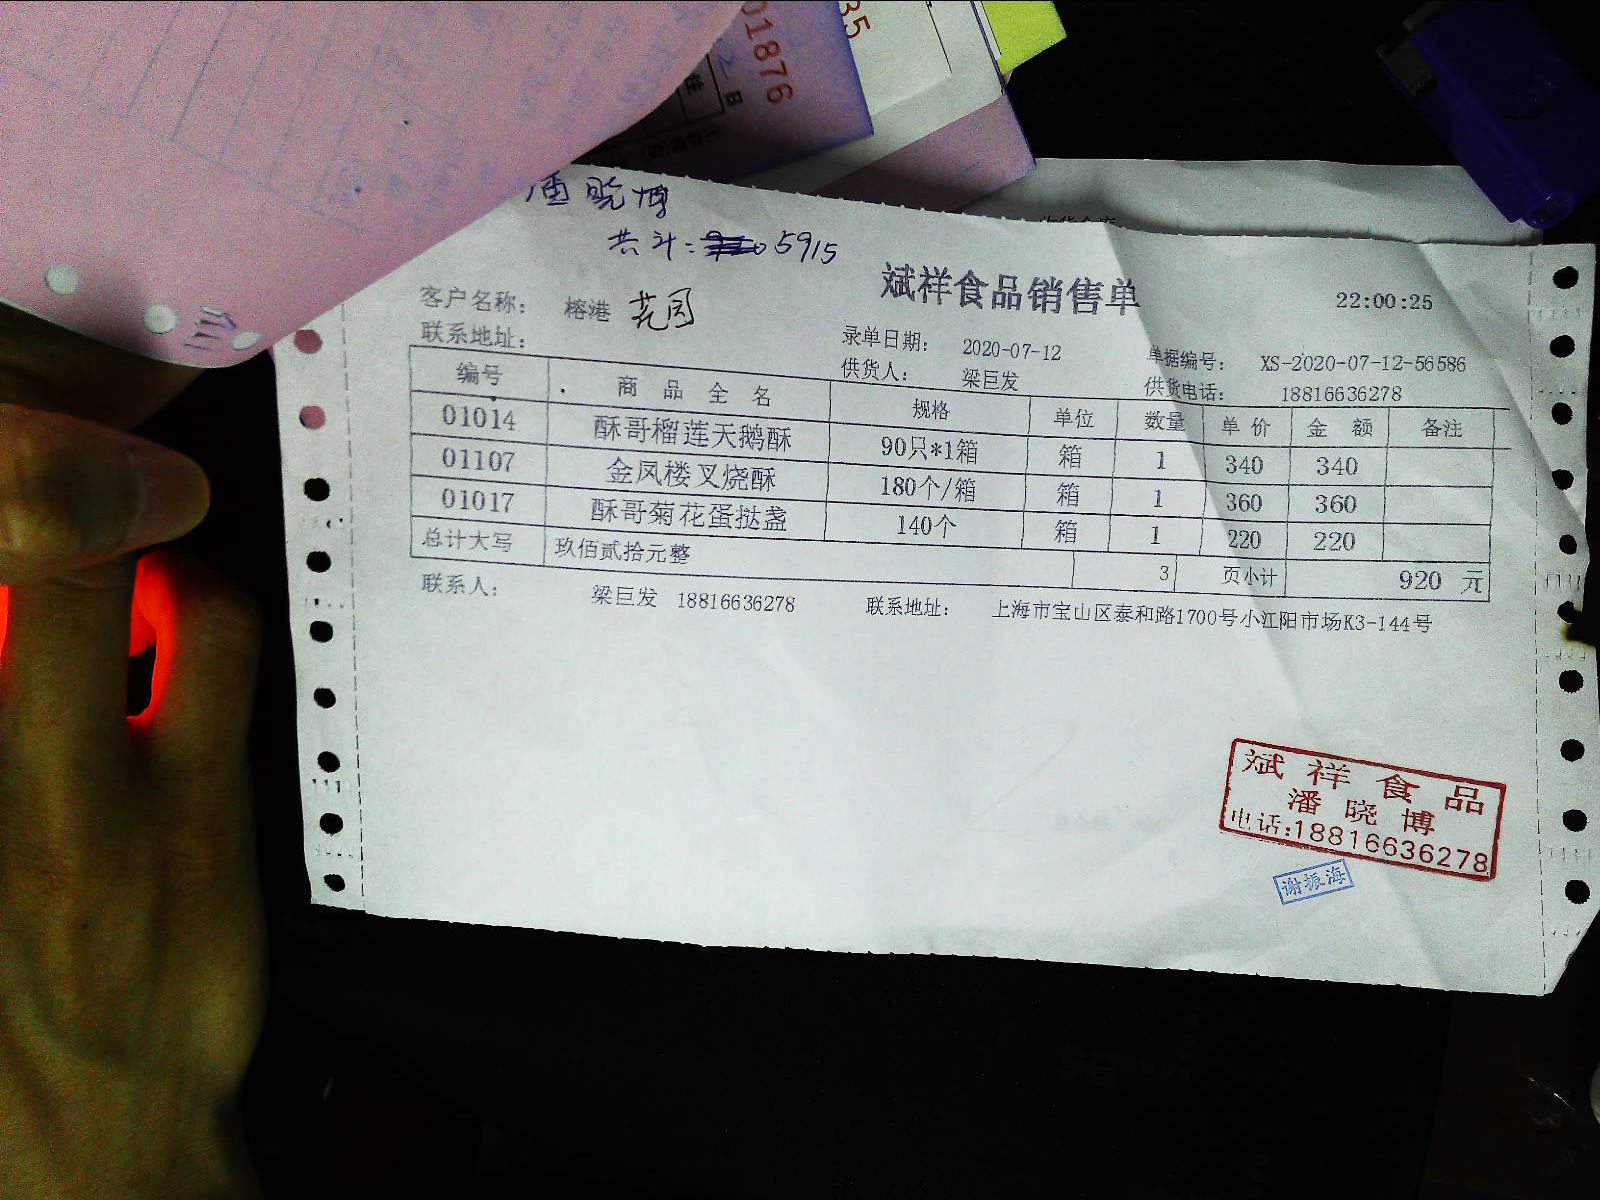 01876
35
日
潘晓博
共计: 5915
斌祥食品销售单
22:00:25
客户名称: 榕港 花园
录单日期: 2020-07-12
单据编号: XS-2020-07-12-56586
联系地址:
供货人: 梁巨发
供货电话: 18816636278
编号 商品全名 规格 单位 数量 单价 金额 备注
01014 酥哥榴莲天鹅酥 90只*1箱 箱 1 340 340
01107 金凤楼叉烧酥 180个/箱 箱 1 360 360
01017 酥哥菊花蛋挞盏 140个 箱 1 220 220
总计大写 玖佰贰拾元整 3 页小计 920 元
联系人: 梁巨发 18816636278 联系地址: 上海市宝山区泰和路1700号小江阳市场K3-144号
斌祥食品
潘晓博
电话:18816636278
谢振海